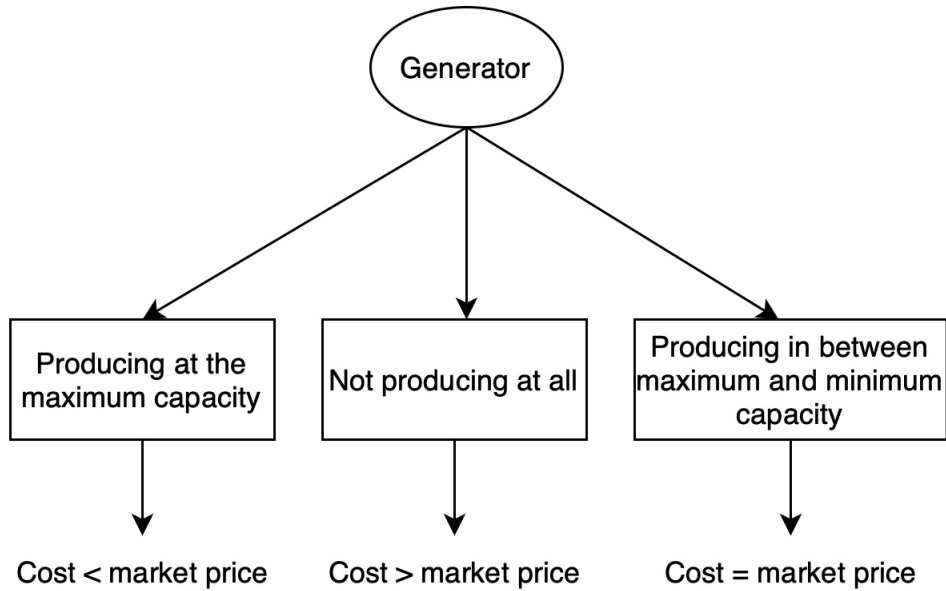 Generator
Producing at the
maximum capacity
Not producing at all
Producing in between
maximum and minimum
capacity
Cost < market price
Cost > market price
Cost = market price